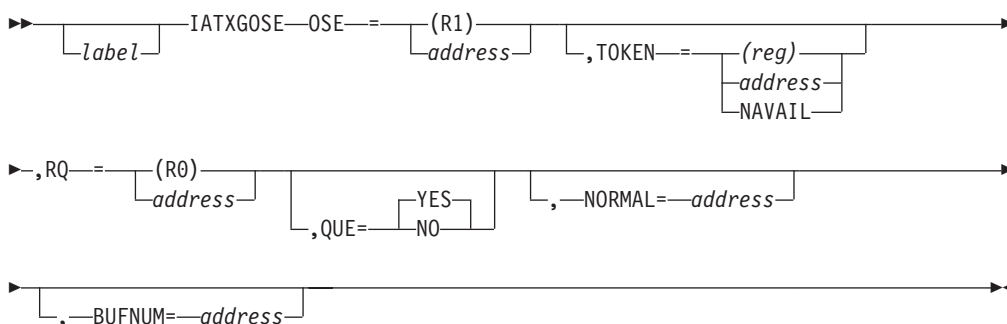 IATXGOSE OSE = (R1)
label address
,TOKEN = (reg)
address
NAVAIL
,RQ = (R0)
address
YES
,QUE= NO
, NORMAL= address
, BUFNUM= address